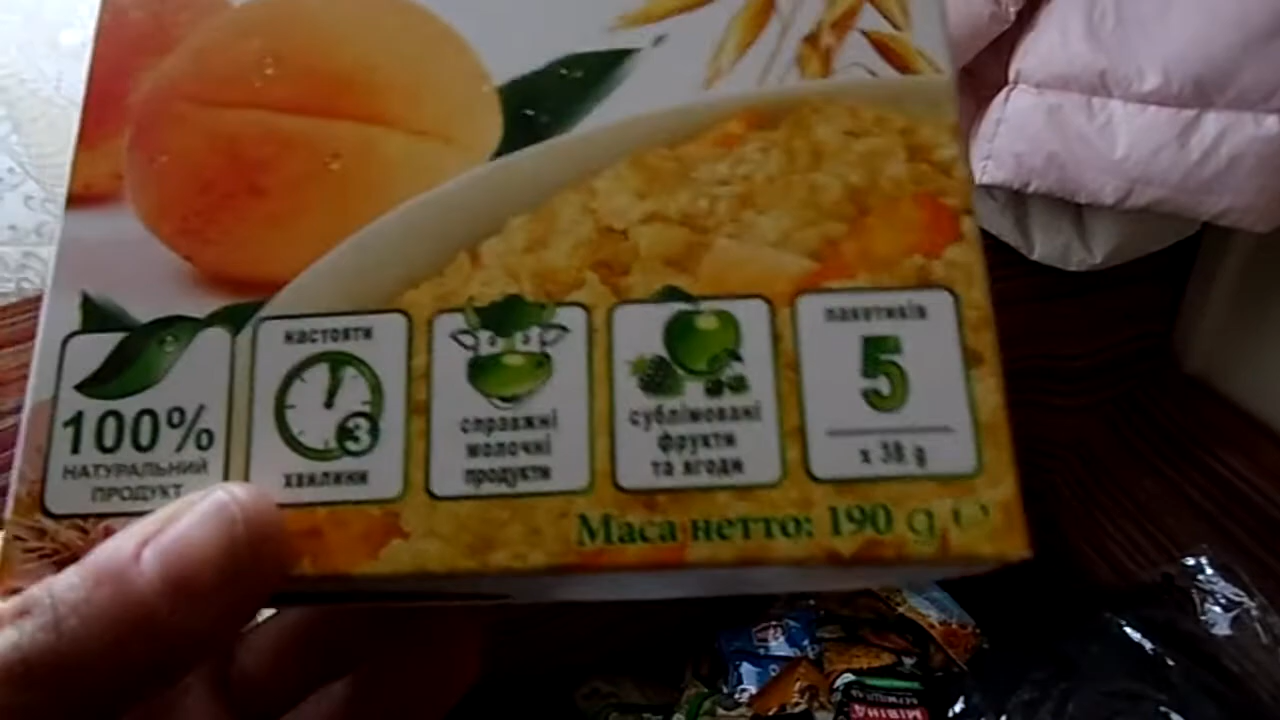 100%
НАТУРАЛЬНИЙ
ПРОДУКТ
настояти
3
хвилини
справжні
молочні
продукти
сублімовані
фрукти
та ягоди
пакетиків
5
х 38 g
Маса нетто: 190 g
МІВІНА